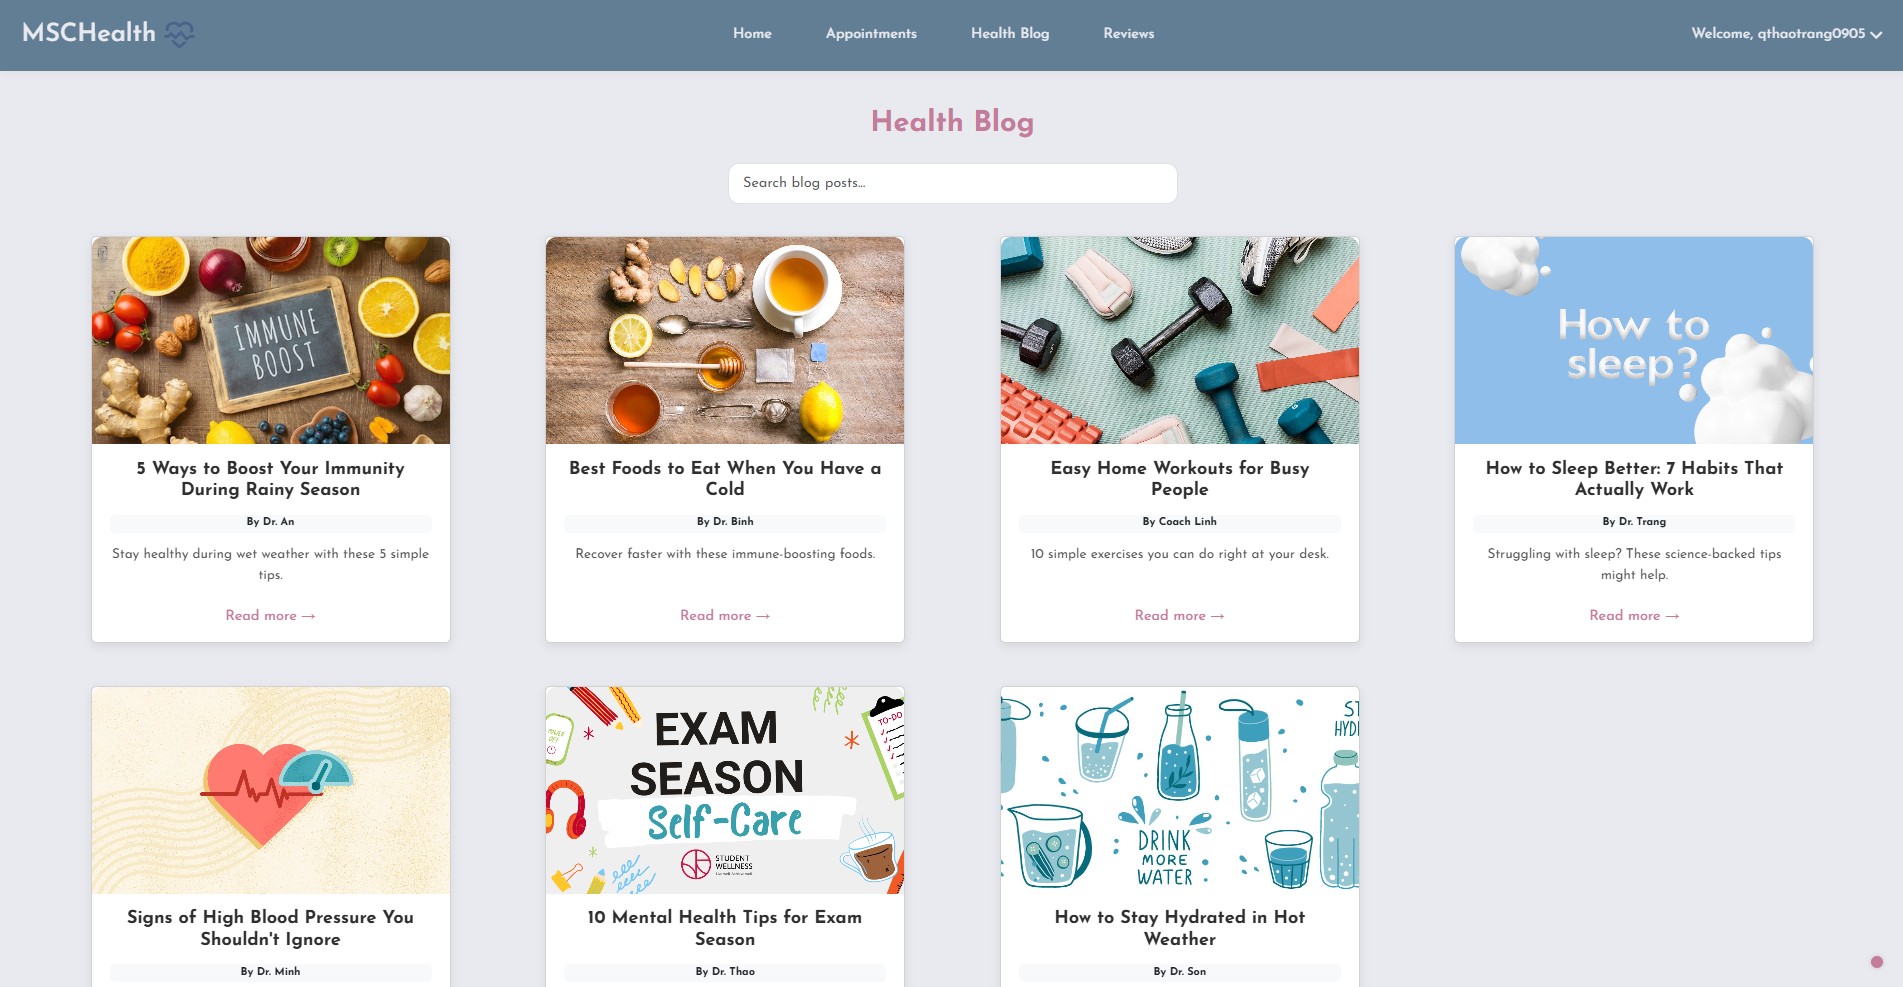 MSCHealth
Home
Appointments
Health Blog
Reviews
Welcome, qthaotrang0905
Health Blog
Search blog posts...
IMMUNE
BOOST
How to
sleep?
5 Ways to Boost Your Immunity
During Rainy Season
By Dr. An
Stay healthy during wet weather with these 5 simple
tips.
Read more →
Best Foods to Eat When You Have a
Cold
By Dr. Binh
Recover faster with these immune-boosting foods.
Read more →
Easy Home Workouts for Busy
People
By Coach Linh
10 simple exercises you can do right at your desk.
Read more →
How to Sleep Better: 7 Habits That
Actually Work
By Dr. Trang
Struggling with sleep? These science-backed tips
might help.
Read more →
EXAM
SEASON
Self-Care
STUDENT
WELLNESS
TO-DO
DRINK
MORE
WATER
ST
HYD
Signs of High Blood Pressure You
Shouldn't Ignore
By Dr. Minh
10 Mental Health Tips for Exam
Season
By Dr. Thao
How to Stay Hydrated in Hot
Weather
By Dr. Son